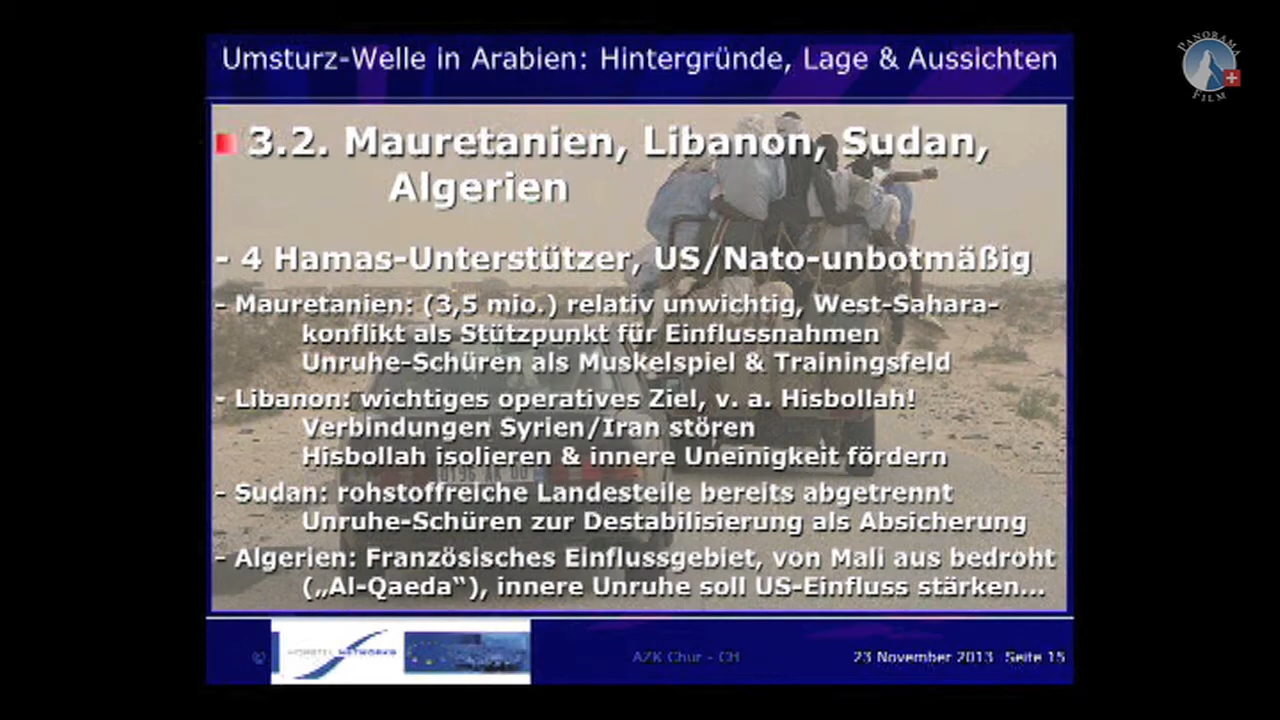 Umsturz-Welle in Arabien: Hintergründe, Lage & Aussichten
PANORAMA
FILM
3.2. Mauretanien, Libanon, Sudan,
Algerien
- 4 Hamas-Unterstützer, US/Nato-unbotmäßig
- Mauretanien: (3,5 mio.) relativ unwichtig, West-Sahara-
konflikt als Stützpunkt für Einflussnahmen
Unruhe-Schüren als Muskelspiel & Trainingsfeld
- Libanon: wichtiges operatives Ziel, v. a. Hisbollah!
Verbindungen Syrien/Iran stören
Hisbollah isolieren & innere Uneinigkeit fördern
- Sudan: rohstoffreiche Landesteile bereits abgetrennt
Unruhe-Schüren zur Destabilisierung als Absicherung
- Algerien: Französisches Einflussgebiet, von Mali aus bedroht
(„Al-Qaeda“), innere Unruhe soll US-Einfluss stärken...
© NETWORKS
AZK Chur - CH
23 November 2013 Seite 15